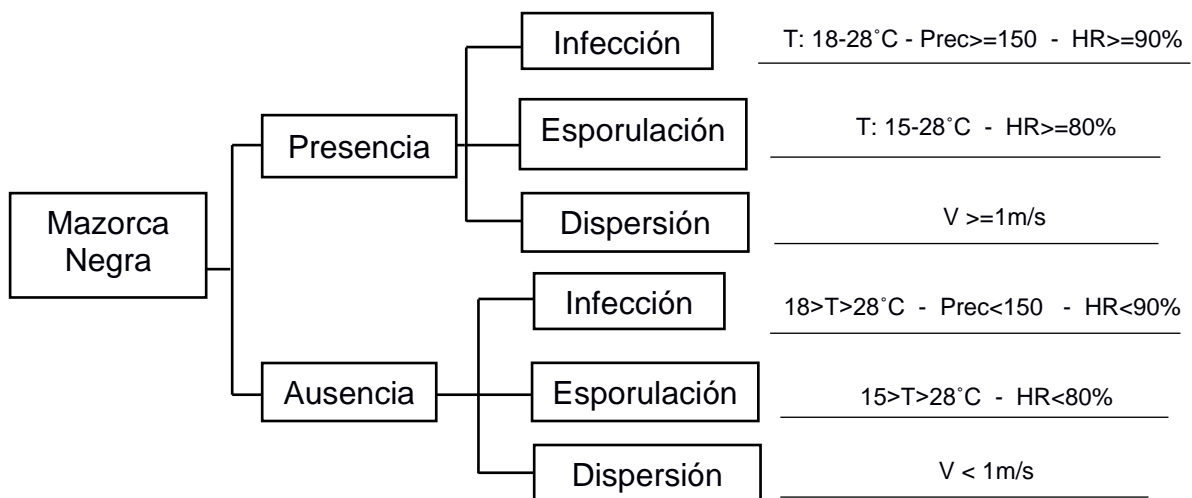 Mazorca
Negra
Presencia
Infección
T: 18-28˚C - Prec>=150 - HR>=90%
Esporulación
T: 15-28˚C - HR>=80%
Dispersión
V >=1m/s
Ausencia
Infección
18>T>28˚C - Prec<150 - HR<90%
Esporulación
15>T>28˚C - HR<80%
Dispersión
V < 1m/s